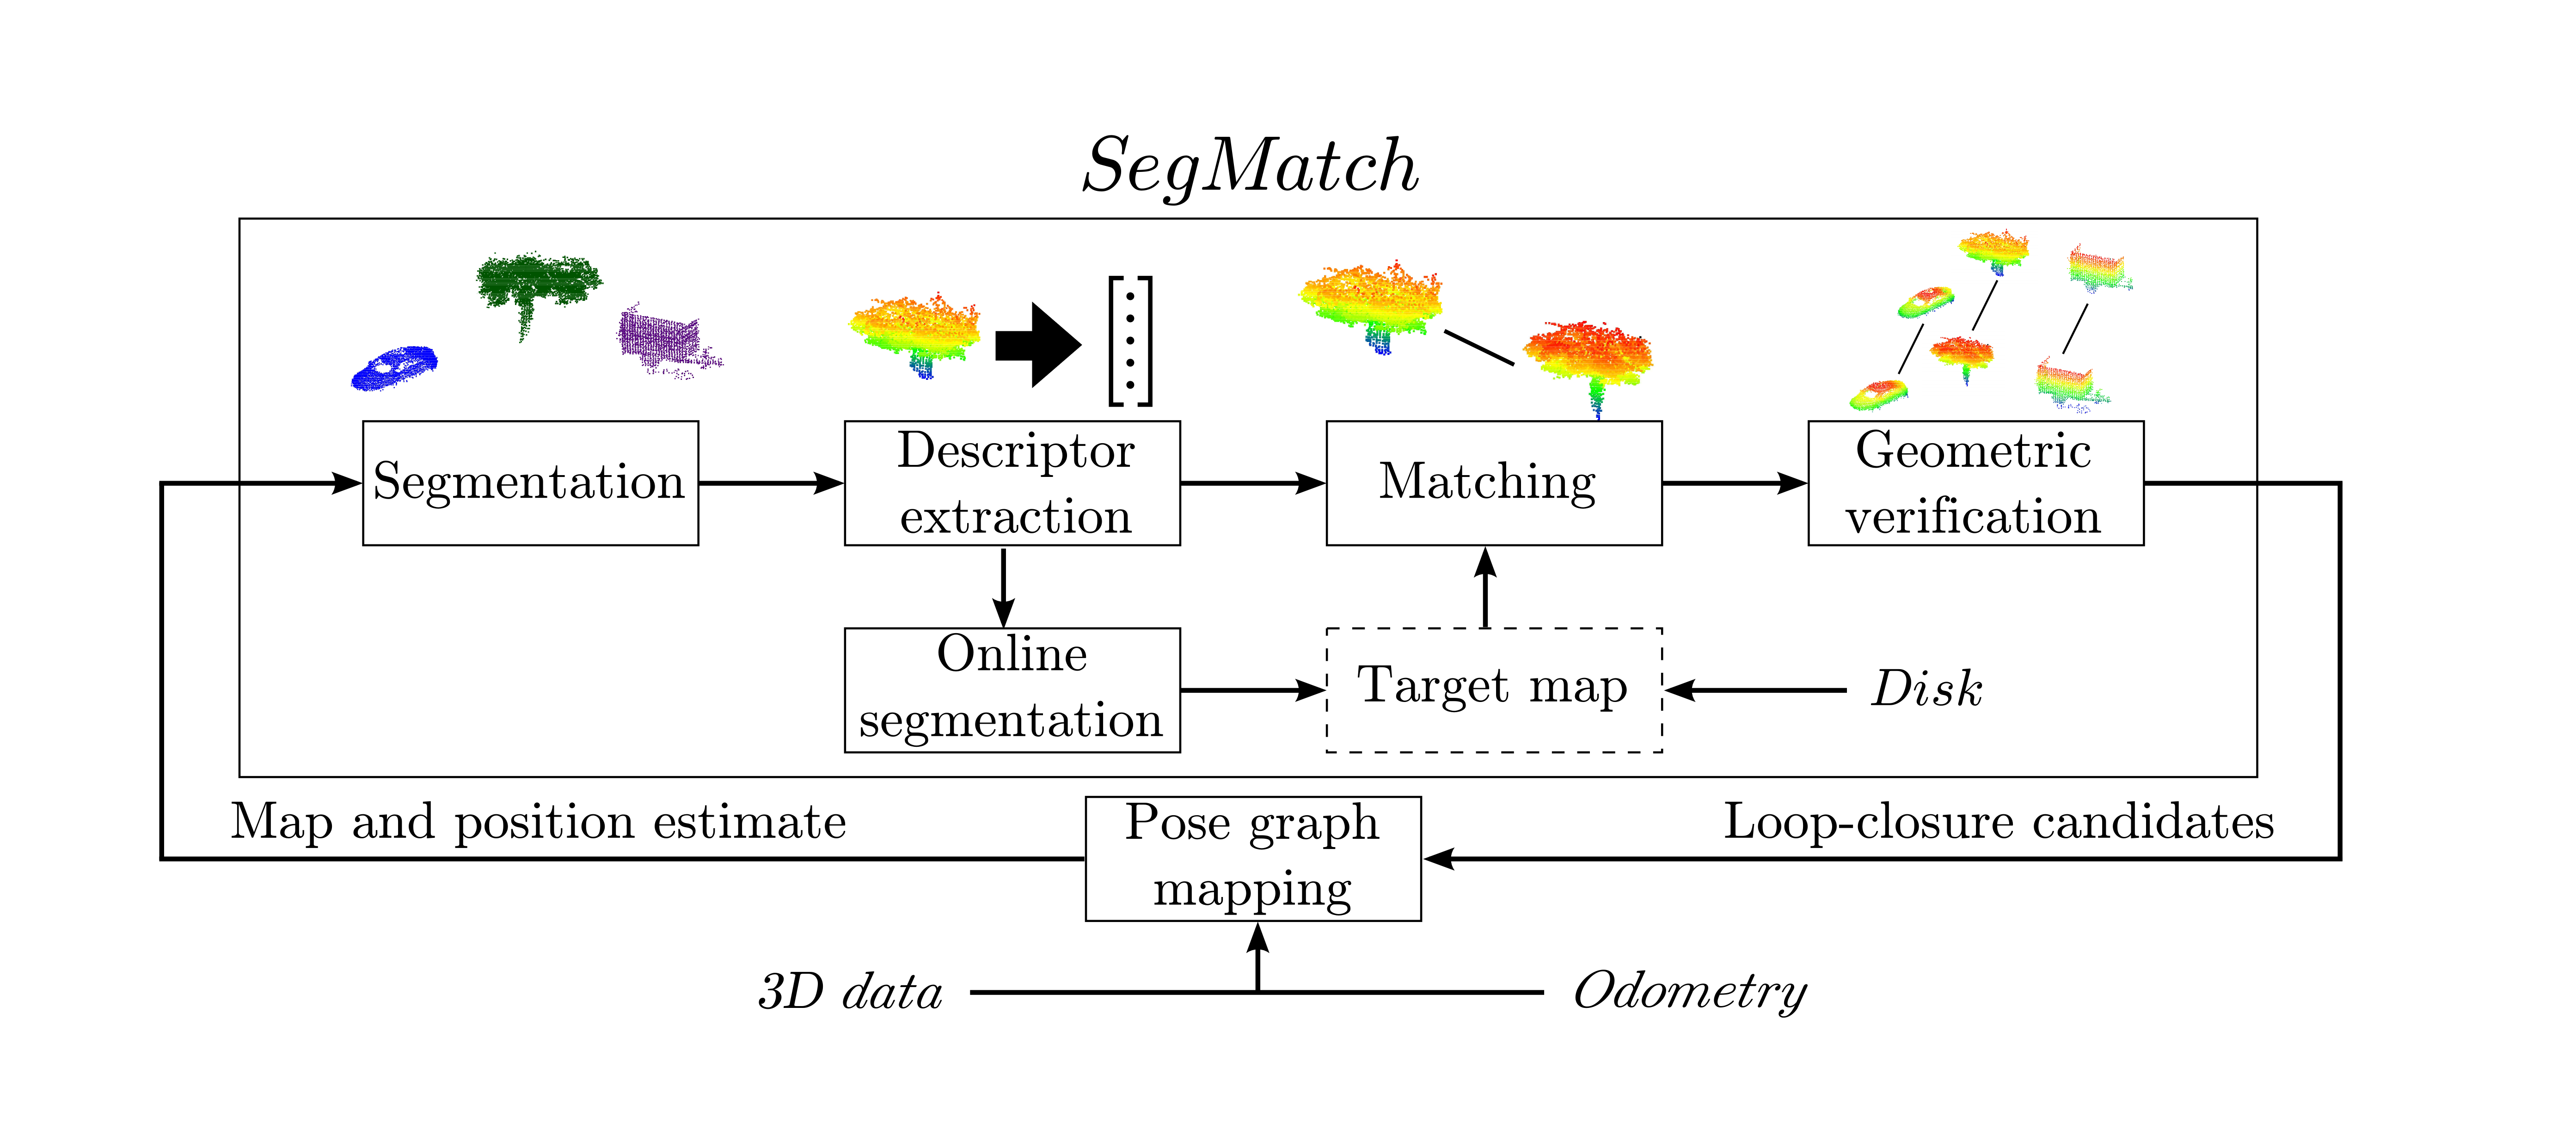 SegMatch
Segmentation
Descriptor
extraction
Matching
Geometric
verification
Online
segmentation
Target map
Disk
Map and position estimate
Pose graph
mapping
Loop-closure candidates
3D data
Odometry